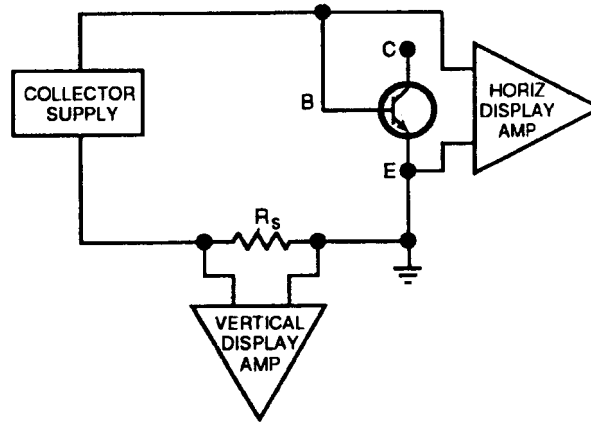 C
COLLECTOR
SUPPLY
B
HORIZ
DISPLAY
AMP
E
RS
VERTICAL
DISPLAY
AMP